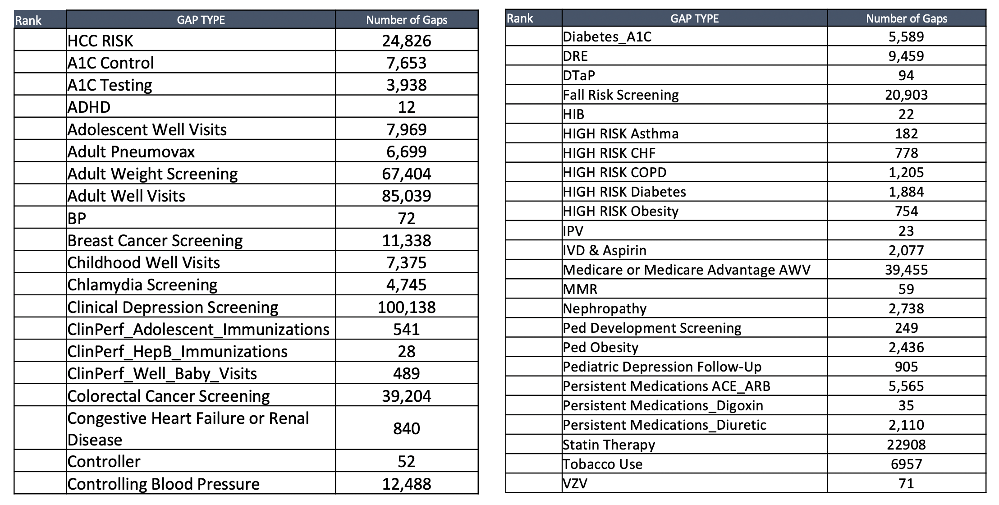 Rank GAP TYPE Number of Gaps
HCC RISK 24,826
A1C Control 7,653
A1C Testing 3,938
ADHD 12
Adolescent Well Visits 7,969
Adult Pneumovax 6,699
Adult Weight Screening 67,404
Adult Well Visits 85,039
BP 72
Breast Cancer Screening 11,338
Childhood Well Visits 7,375
Chlamydia Screening 4,745
Clinical Depression Screening 100,138
ClinPerf_Adolescent_Immunizations 541
ClinPerf_HepB_Immunizations 28
ClinPerf_Well_Baby_Visits 489
Colorectal Cancer Screening 39,204
Congestive Heart Failure or Renal
Disease 840
Controller 52
Controlling Blood Pressure 12,488
Rank GAP TYPE Number of Gaps
Diabetes_A1C 5,589
DRE 9,459
DTaP 94
Fall Risk Screening 20,903
HIB 22
HIGH RISK Asthma 182
HIGH RISK CHF 778
HIGH RISK COPD 1,205
HIGH RISK Diabetes 1,884
HIGH RISK Obesity 754
IPV 23
IVD & Aspirin 2,077
Medicare or Medicare Advantage AWV 39,455
MMR 59
Nephropathy 2,738
Ped Development Screening 249
Ped Obesity 2,436
Pediatric Depression Follow-Up 905
Persistent Medications ACE_ARB 5,565
Persistent Medications_Digoxin 35
Persistent Medications_Diuretic 2,110
Statin Therapy 22908
Tobacco Use 6957
VZV 71